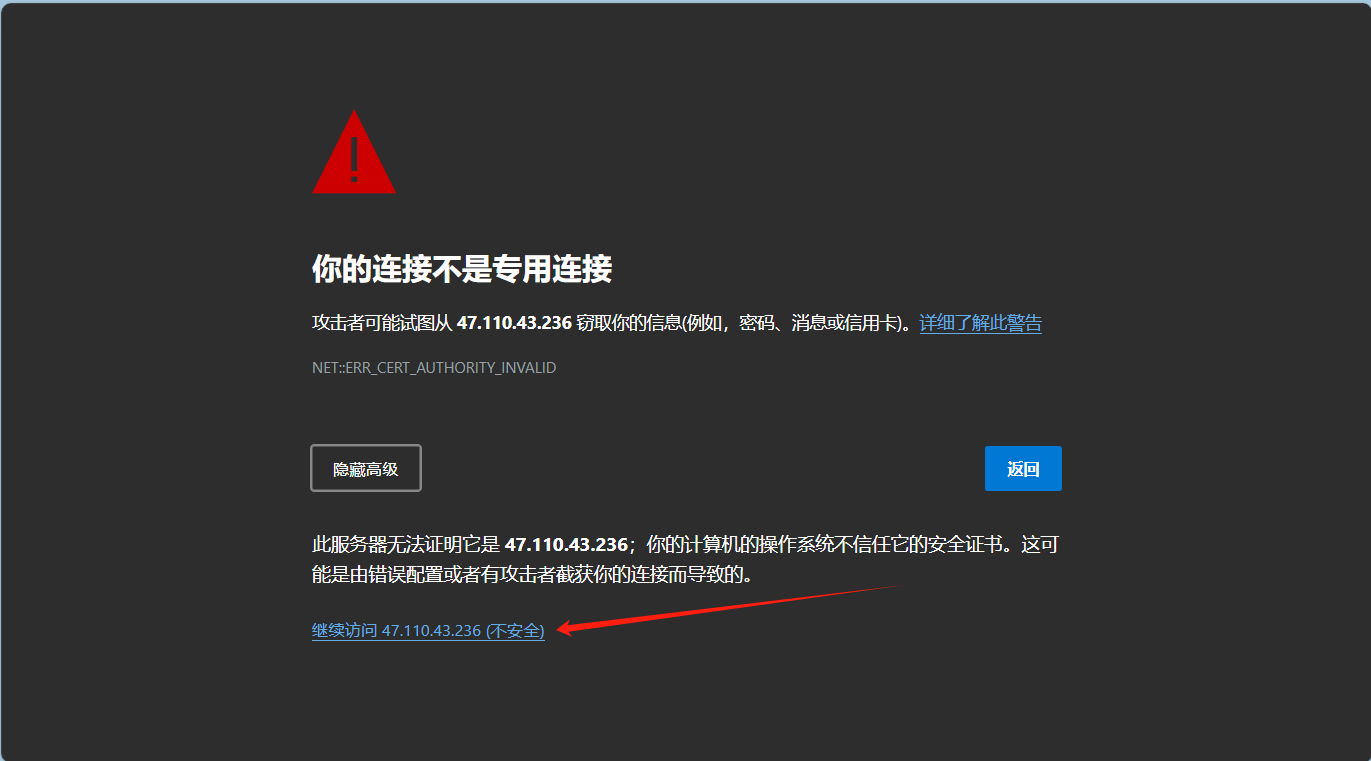 你的连接不是专用连接
攻击者可能试图从 47.110.43.236 窃取你的信息(例如，密码、消息或信用卡)。详细了解此警告
NET::ERR_CERT_AUTHORITY_INVALID
隐藏高级
返回
此服务器无法证明它是 47.110.43.236；你的计算机的操作系统不信任它的安全证书。这可
能是由错误配置或者有攻击者截获你的连接而导致的。
继续访问 47.110.43.236 (不安全)